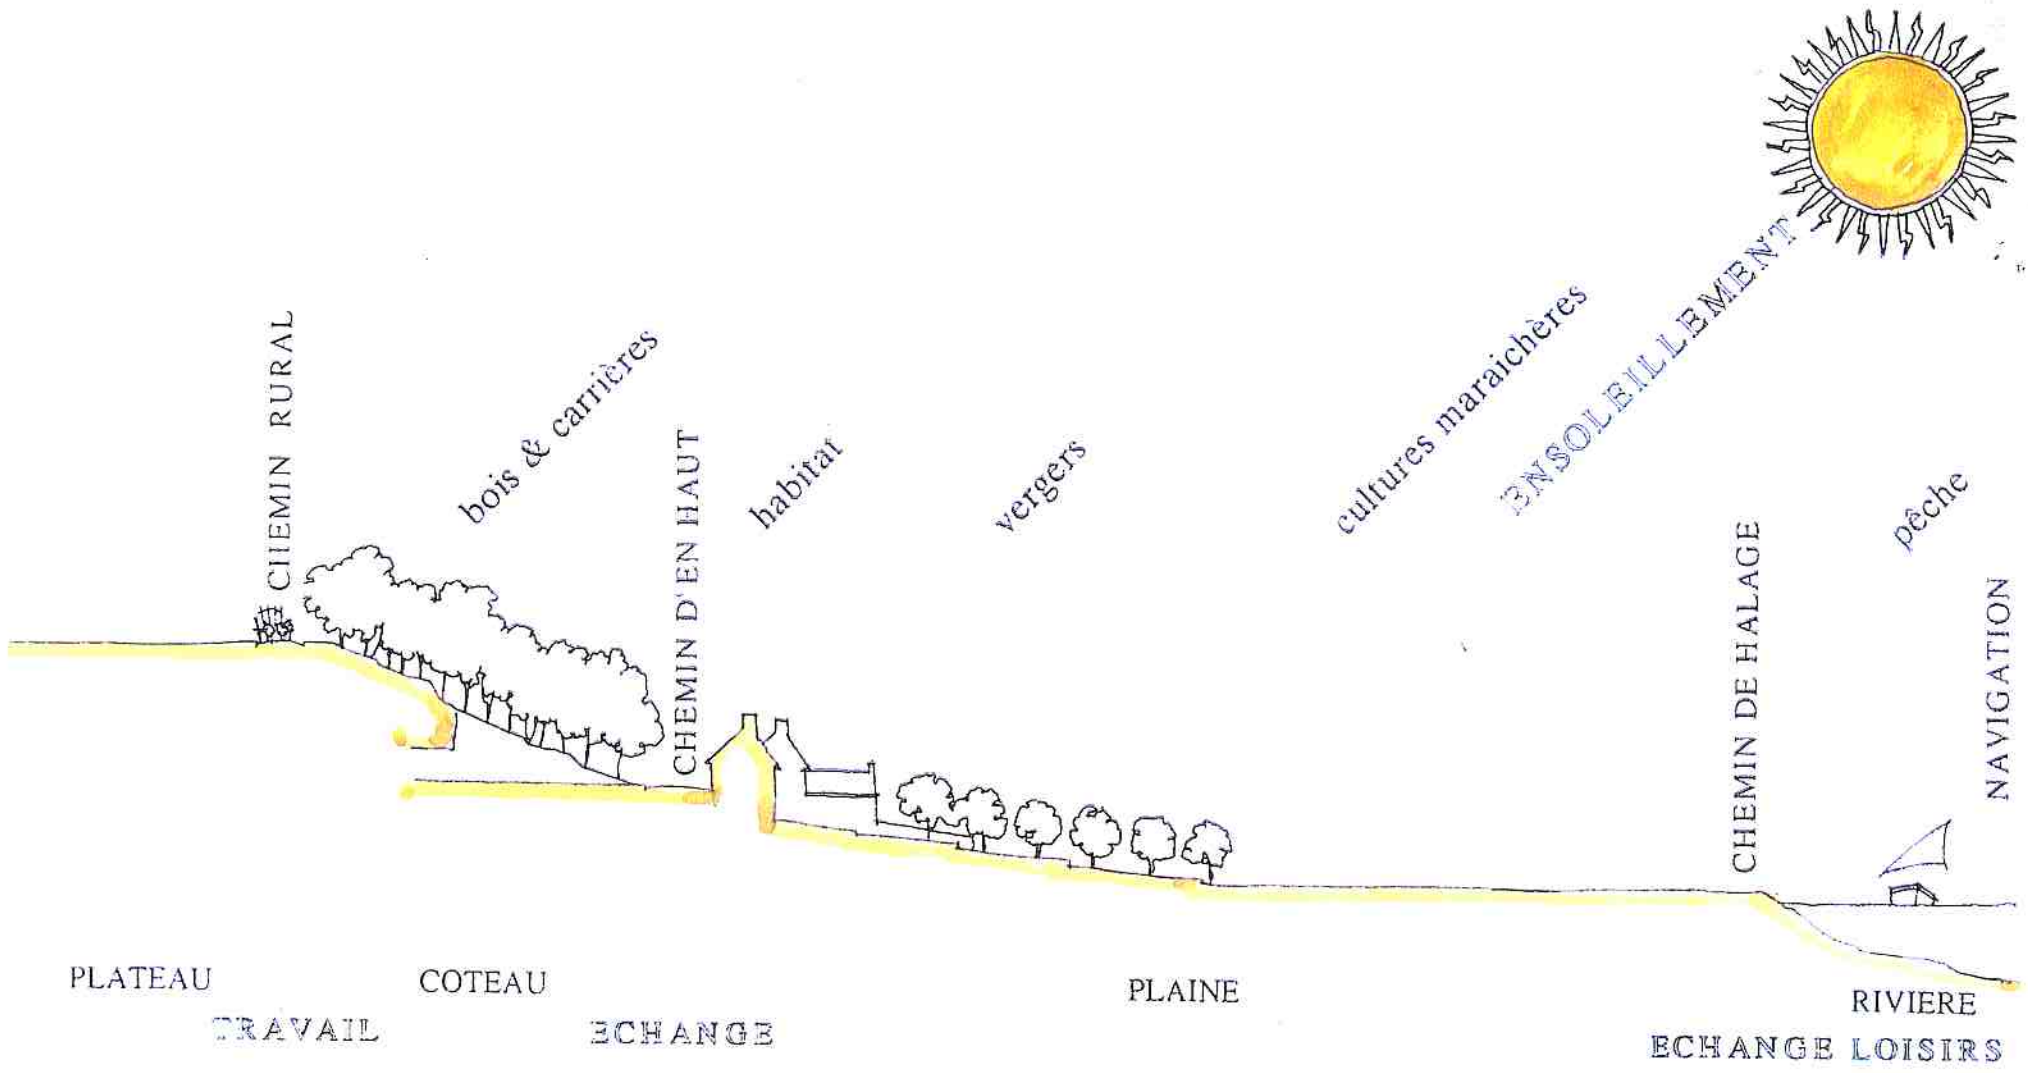 CHEMIN RURAL
bois & carrières
CHEMIN D'EN HAUT
habitat
vergers
cultures maraichères
ENSOLEILLEMENT
CHEMIN DE HALAGE
pêche
NAVIGATION
PLATEAU
COTEAU
PLAINE
RIVIERE
TRAVAIL
ECHANGE
ECHANGE LOISIRS